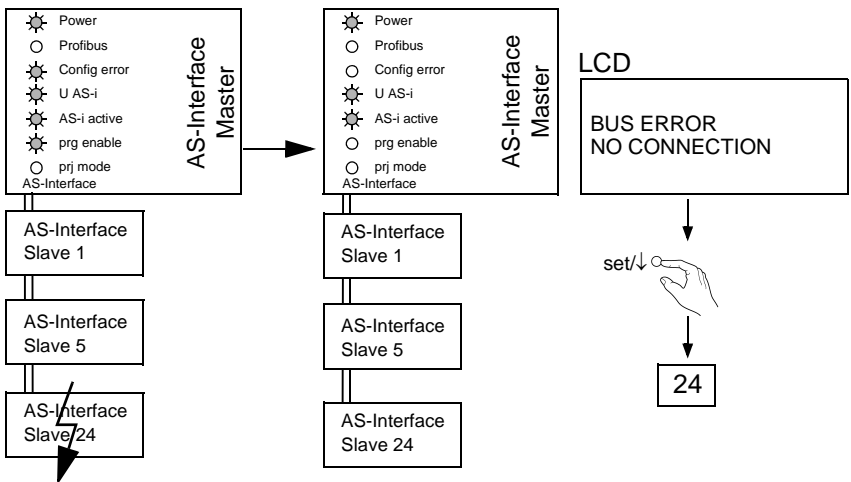 Power
Profibus
Config error
U AS-i
AS-i active
prg enable
prj mode
AS-Interface
AS-Interface
Master
AS-Interface
Slave 1
AS-Interface
Slave 5
AS-Interface
Slave 24
Power
Profibus
Config error
U AS-i
AS-i active
prg enable
prj mode
AS-Interface
AS-Interface
Master
AS-Interface
Slave 1
AS-Interface
Slave 5
AS-Interface
Slave 24
LCD
BUS ERROR
NO CONNECTION
set/↓
24